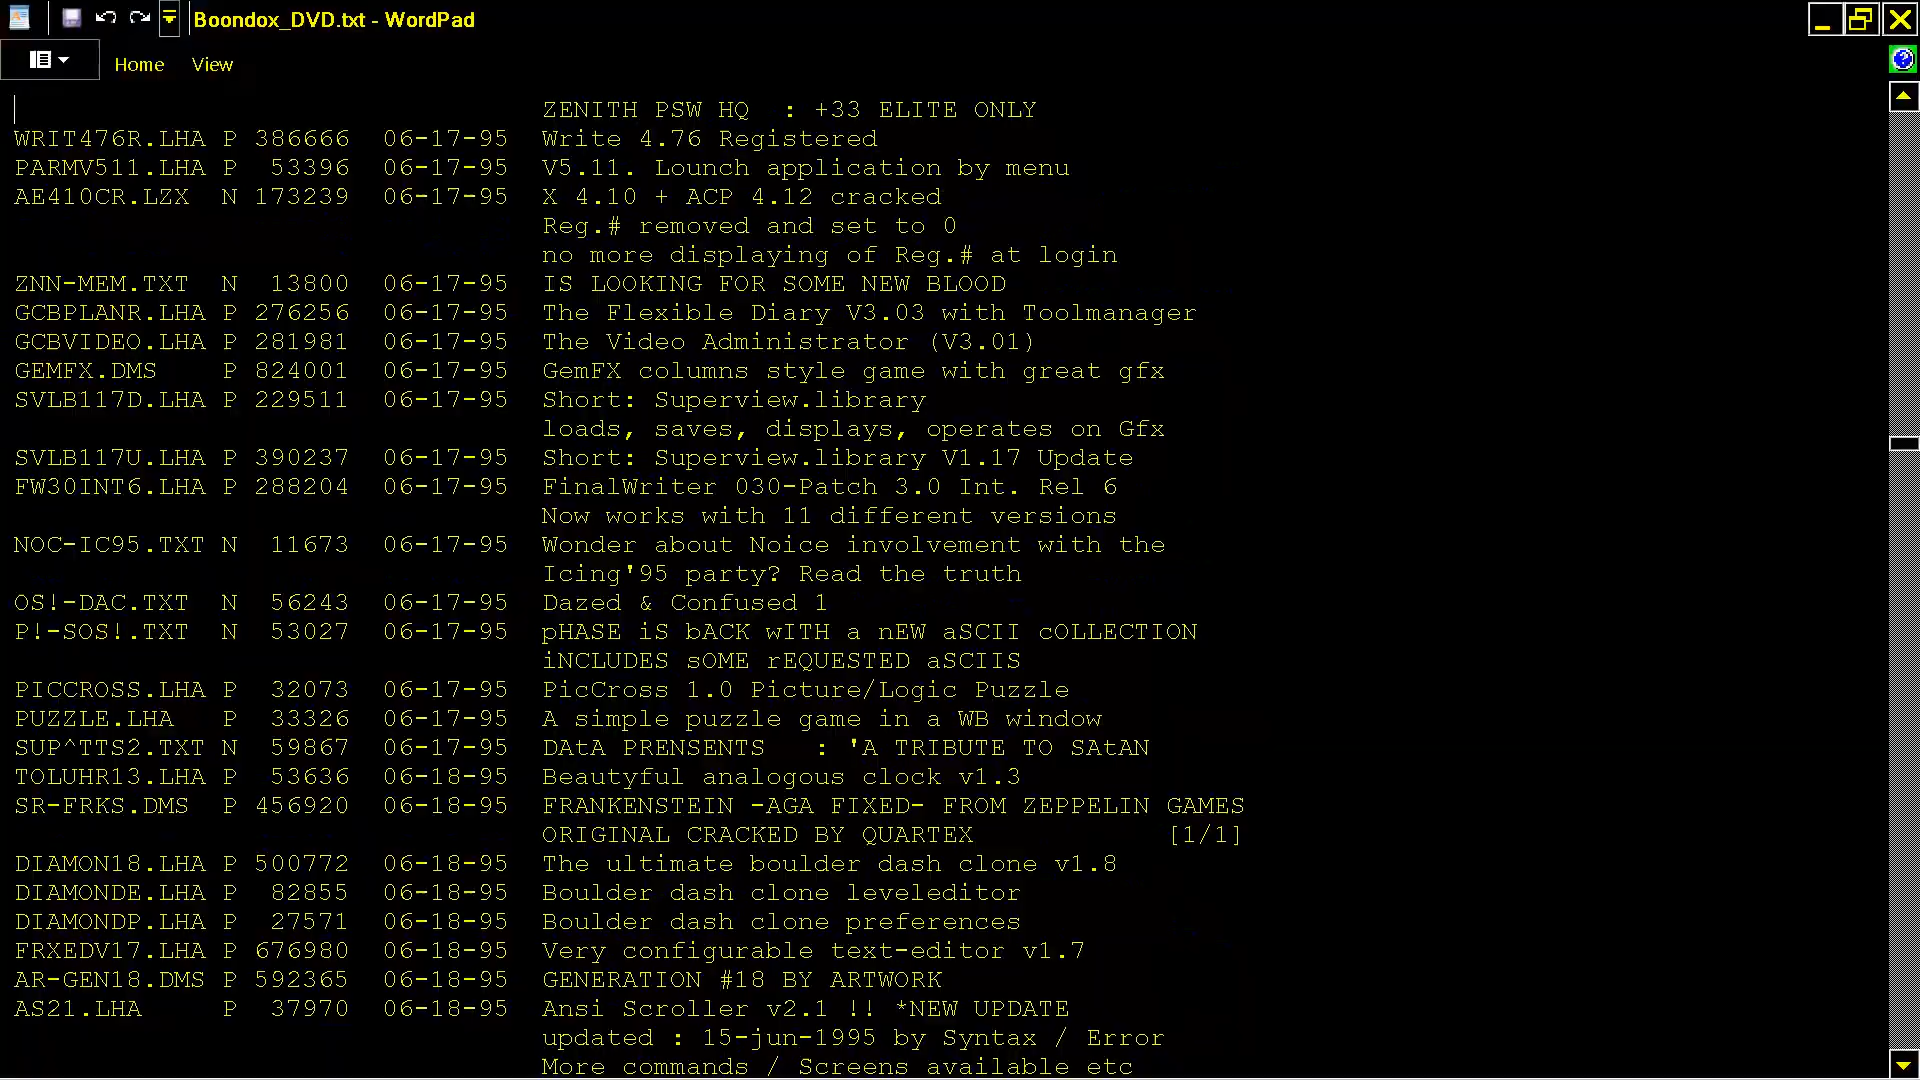 Boondox_DVD.txt - WordPad
Home View
ZENITH PSW HQ : +33 ELITE ONLY
WRIT476R.LHA P 386666 06-17-95 Write 4.76 Registered
PARMV511.LHA P 53396 06-17-95 V5.11. Lounch application by menu
AE410CR.LZX N 173239 06-17-95 X 4.10 + ACP 4.12 cracked
Reg.# removed and set to 0
no more displaying of Reg.# at login
ZNN-MEM.TXT N 13800 06-17-95 IS LOOKING FOR SOME NEW BLOOD
GCBPLANR.LHA P 276256 06-17-95 The Flexible Diary V3.03 with Toolmanager
GCBVIDEO.LHA P 281981 06-17-95 The Video Administrator (V3.01)
GEMFX.DMS P 824001 06-17-95 GemFX columns style game with great gfx
SVLB117D.LHA P 229511 06-17-95 Short: Superview.library
loads, saves, displays, operates on Gfx
SVLB117U.LHA P 390237 06-17-95 Short: Superview.library V1.17 Update
FW30INT6.LHA P 288204 06-17-95 FinalWriter 030-Patch 3.0 Int. Rel 6
Now works with 11 different versions
NOC-IC95.TXT N 11673 06-17-95 Wonder about Noice involvement with the
Icing'95 party? Read the truth
OS!-DAC.TXT N 56243 06-17-95 Dazed & Confused 1
P!-SOS!.TXT N 53027 06-17-95 pHASE iS bACK wITH a nEW aSCII cOLLECTION
iNCLUDES sOME rEQUESTED aSCIIS
PICCROSS.LHA P 32073 06-17-95 PicCross 1.0 Picture/Logic Puzzle
PUZZLE.LHA P 33326 06-17-95 A simple puzzle game in a WB window
SUP^TTS2.TXT N 59867 06-17-95 DAtA PRENSENTS : 'A TRIBUTE TO SAtAN
TOLUHR13.LHA P 53636 06-18-95 Beautyful analogous clock v1.3
SR-FRKS.DMS P 456920 06-18-95 FRANKENSTEIN -AGA FIXED- FROM ZEPPELIN GAMES
ORIGINAL CRACKED BY QUARTEX [1/1]
DIAMON18.LHA P 500772 06-18-95 The ultimate boulder dash clone v1.8
DIAMONDE.LHA P 82855 06-18-95 Boulder dash clone leveleditor
DIAMONDP.LHA P 27571 06-18-95 Boulder dash clone preferences
FRXEDV17.LHA P 676980 06-18-95 Very configurable text-editor v1.7
AR-GEN18.DMS P 592365 06-18-95 GENERATION #18 BY ARTWORK
AS21.LHA P 37970 06-18-95 Ansi Scroller v2.1 !! *NEW UPDATE
updated : 15-jun-1995 by Syntax / Error
More commands / Screens available etc